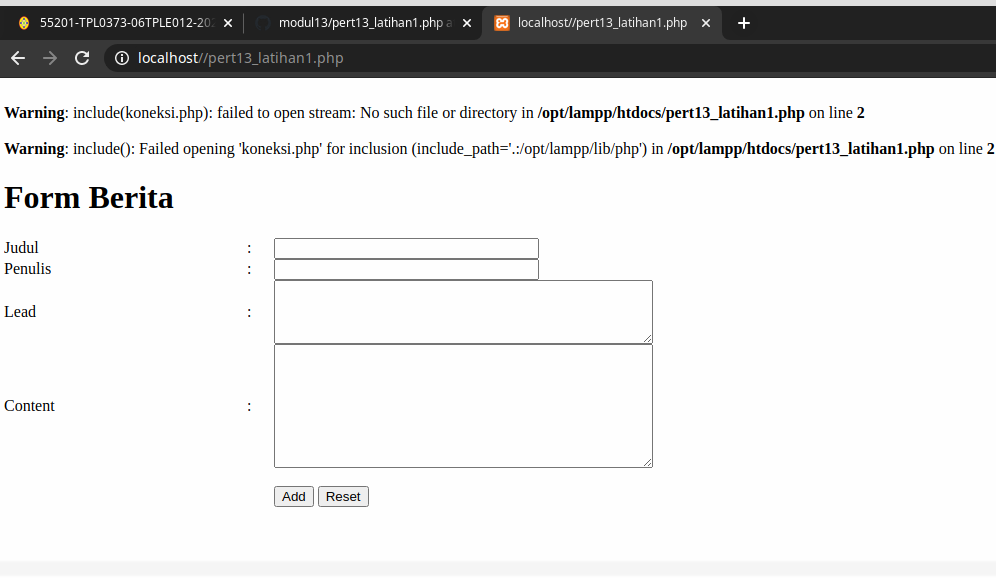 55201-TPL0373-06TPLE012-202
modul13/pert13_latihan1.php a
localhost//pert13_latihan1.php
localhost//pert13_latihan1.php
Warning: include(koneksi.php): failed to open stream: No such file or directory in /opt/lampp/htdocs/pert13_latihan1.php on line 2
Warning: include(): Failed opening 'koneksi.php' for inclusion (include_path='.:/opt/lampp/lib/php') in /opt/lampp/htdocs/pert13_latihan1.php on line 2
Form Berita
Judul :
Penulis :
Lead :
Content :
Add Reset